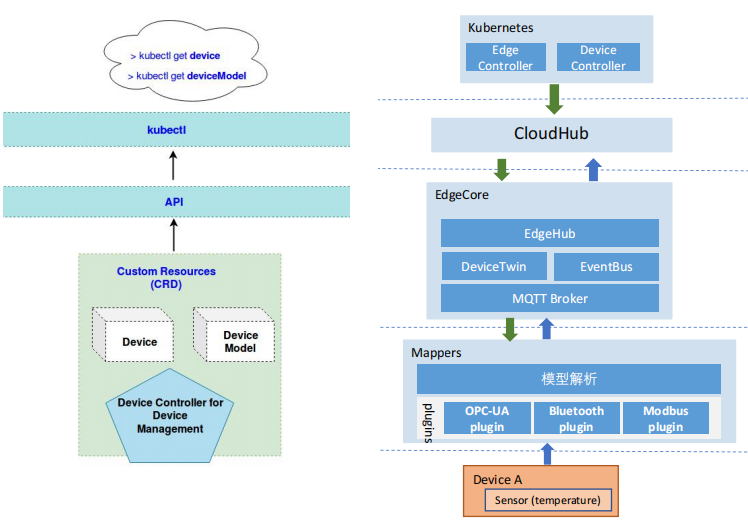 > kubectl get device
> kubectl get deviceModel
kubectl
API
Custom Resources
(CRD)
Device
Device
Model
Device Controller for
Device
Management
Kubernetes
Edge
Controller
Device
Controller
CloudHub
EdgeCore
EdgeHub
DeviceTwin
EventBus
MQTT Broker
Mappers
模型解析
plugins
OPC-UA
plugin
Bluetooth
plugin
Modbus
plugin
Device A
Sensor (temperature)